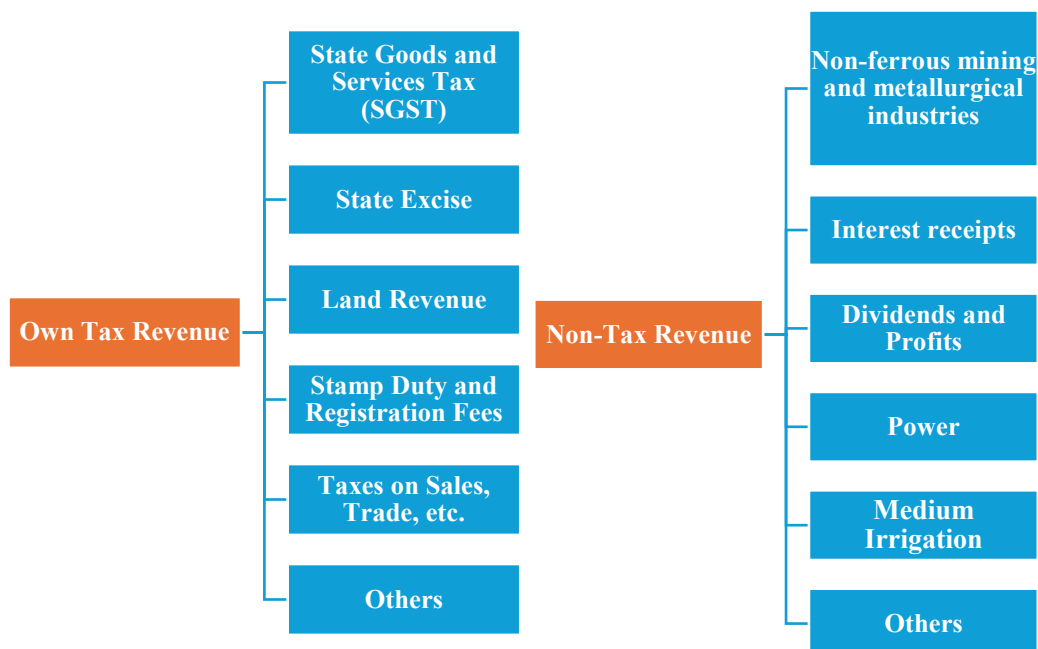 Own Tax Revenue
State Goods and
Services Tax
(SGST)
State Excise
Land Revenue
Stamp Duty and
Registration Fees
Taxes on Sales,
Trade, etc.
Others
Non-Tax Revenue
Non-ferrous mining
and metallurgical
industries
Interest receipts
Dividends and
Profits
Power
Medium
Irrigation
Others